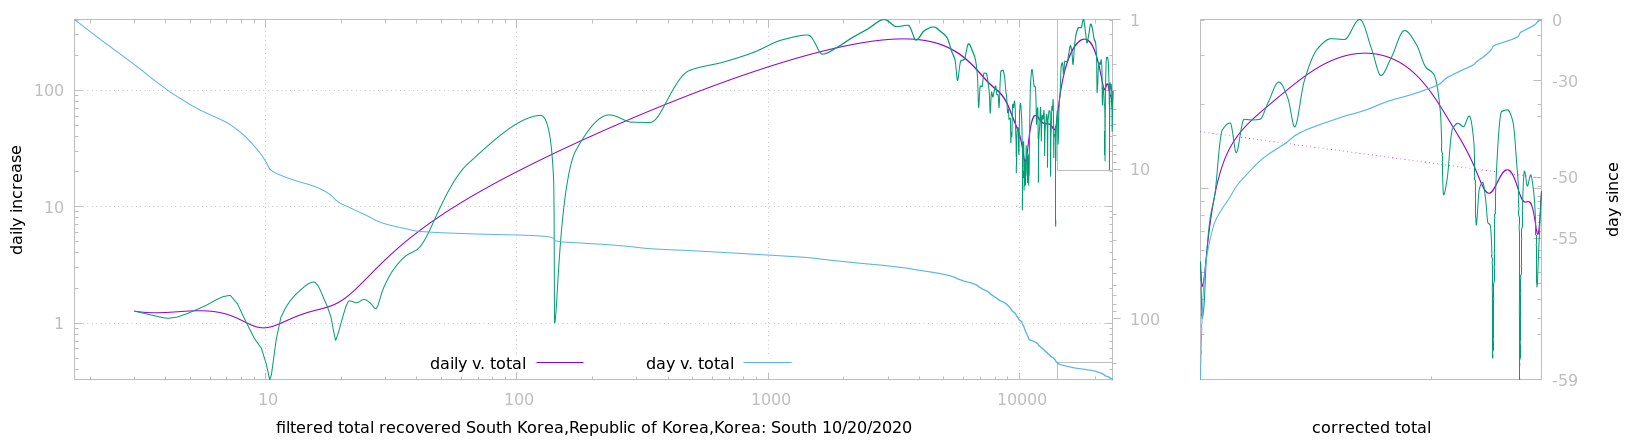 100
10
1
daily increase
10
100
1000
10000
1
10
100
daily v. total
day v. total
filtered total recovered South Korea,Republic of Korea,Korea: South 10/20/2020
0
-30
-50
-55
-59
day since
corrected total